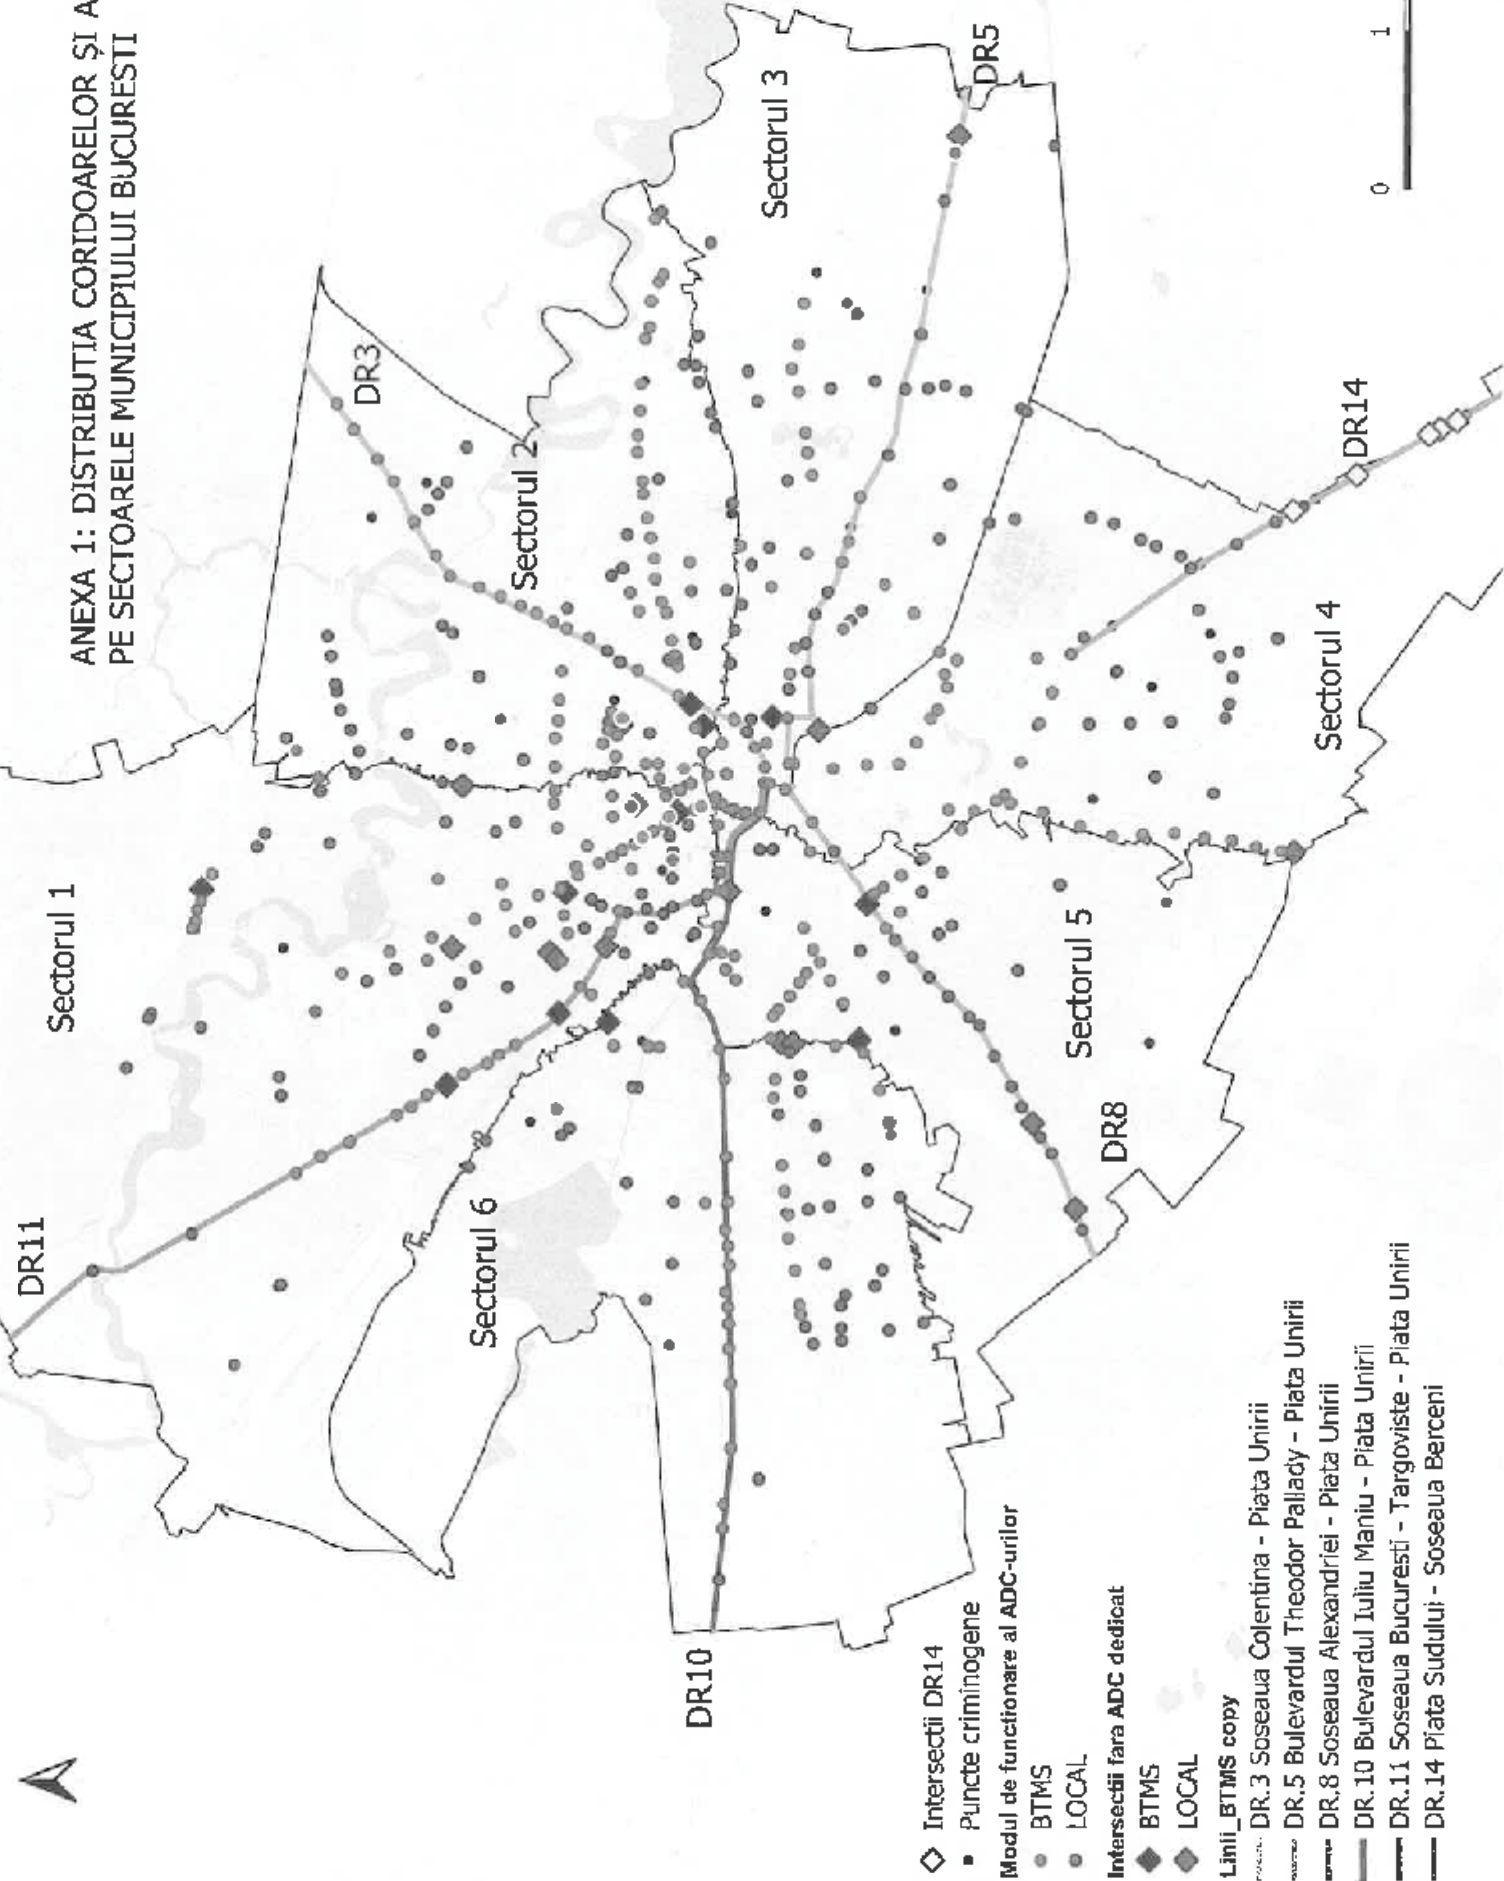 ANEXA 1: DISTRIBUTIA CORIDOARELOR ȘI A
PE SECTOARELE MUNICIPIULUI BUCURESTI
DR11
Sectorul 1
DR3
Sectorul 2
Sectorul 6
Sectorul 3
DR5
DR10
Sectorul 5
DR8
Sectorul 4
DR14
Intersectii DR14
Puncte criminogene
Modul de functionare al ADC-urilor
BTMS
LOCAL
Intersectii fara ADC dedicat
BTMS
LOCAL
Linii_BTMS copy
DR.3 Soseaua Colentina - Piata Unirii
DR.5 Bulevardul Theodor Pallady - Piata Unirii
DR.8 Soseaua Alexandriei - Piata Unirii
DR.10 Bulevardul Iuliu Maniu - Piata Unirii
DR.11 Soseaua Bucuresti - Targoviste - Piata Unirii
DR.14 Piata Sudului - Soseaua Berceni
0 1